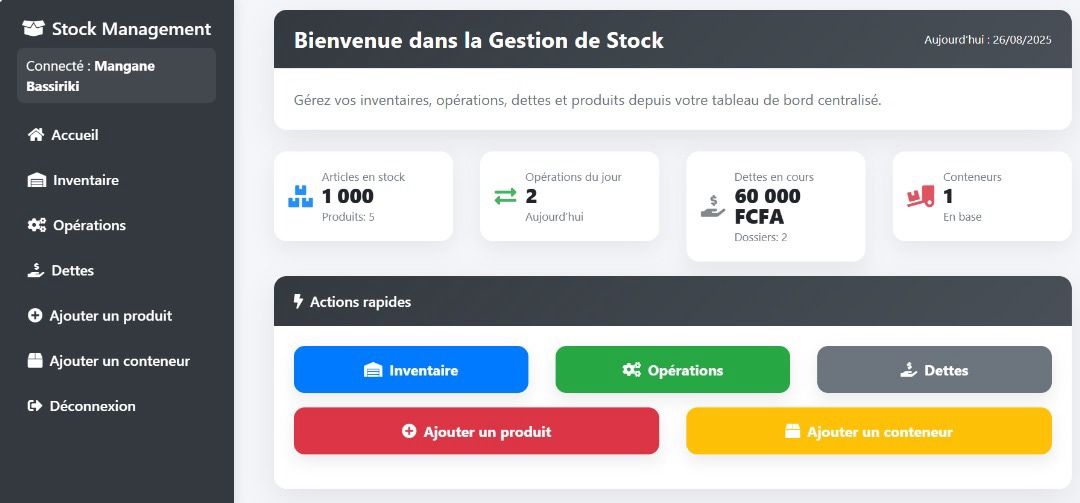 Stock Management
Connecté : Mangane
Bassiriki
Accueil
Inventaire
Opérations
Dettes
Ajouter un produit
Ajouter un conteneur
Déconnexion
Bienvenue dans la Gestion de Stock
Aujourd'hui : 26/08/2025
Gérez vos inventaires, opérations, dettes et produits depuis votre tableau de bord centralisé.
Articles en stock
1 000
Produits: 5
Opérations du jour
2
Aujourd'hui
Dettes en cours
60 000
FCFA
Dossiers: 2
Conteneurs
1
En base
Actions rapides
Inventaire
Opérations
Dettes
Ajouter un produit
Ajouter un conteneur